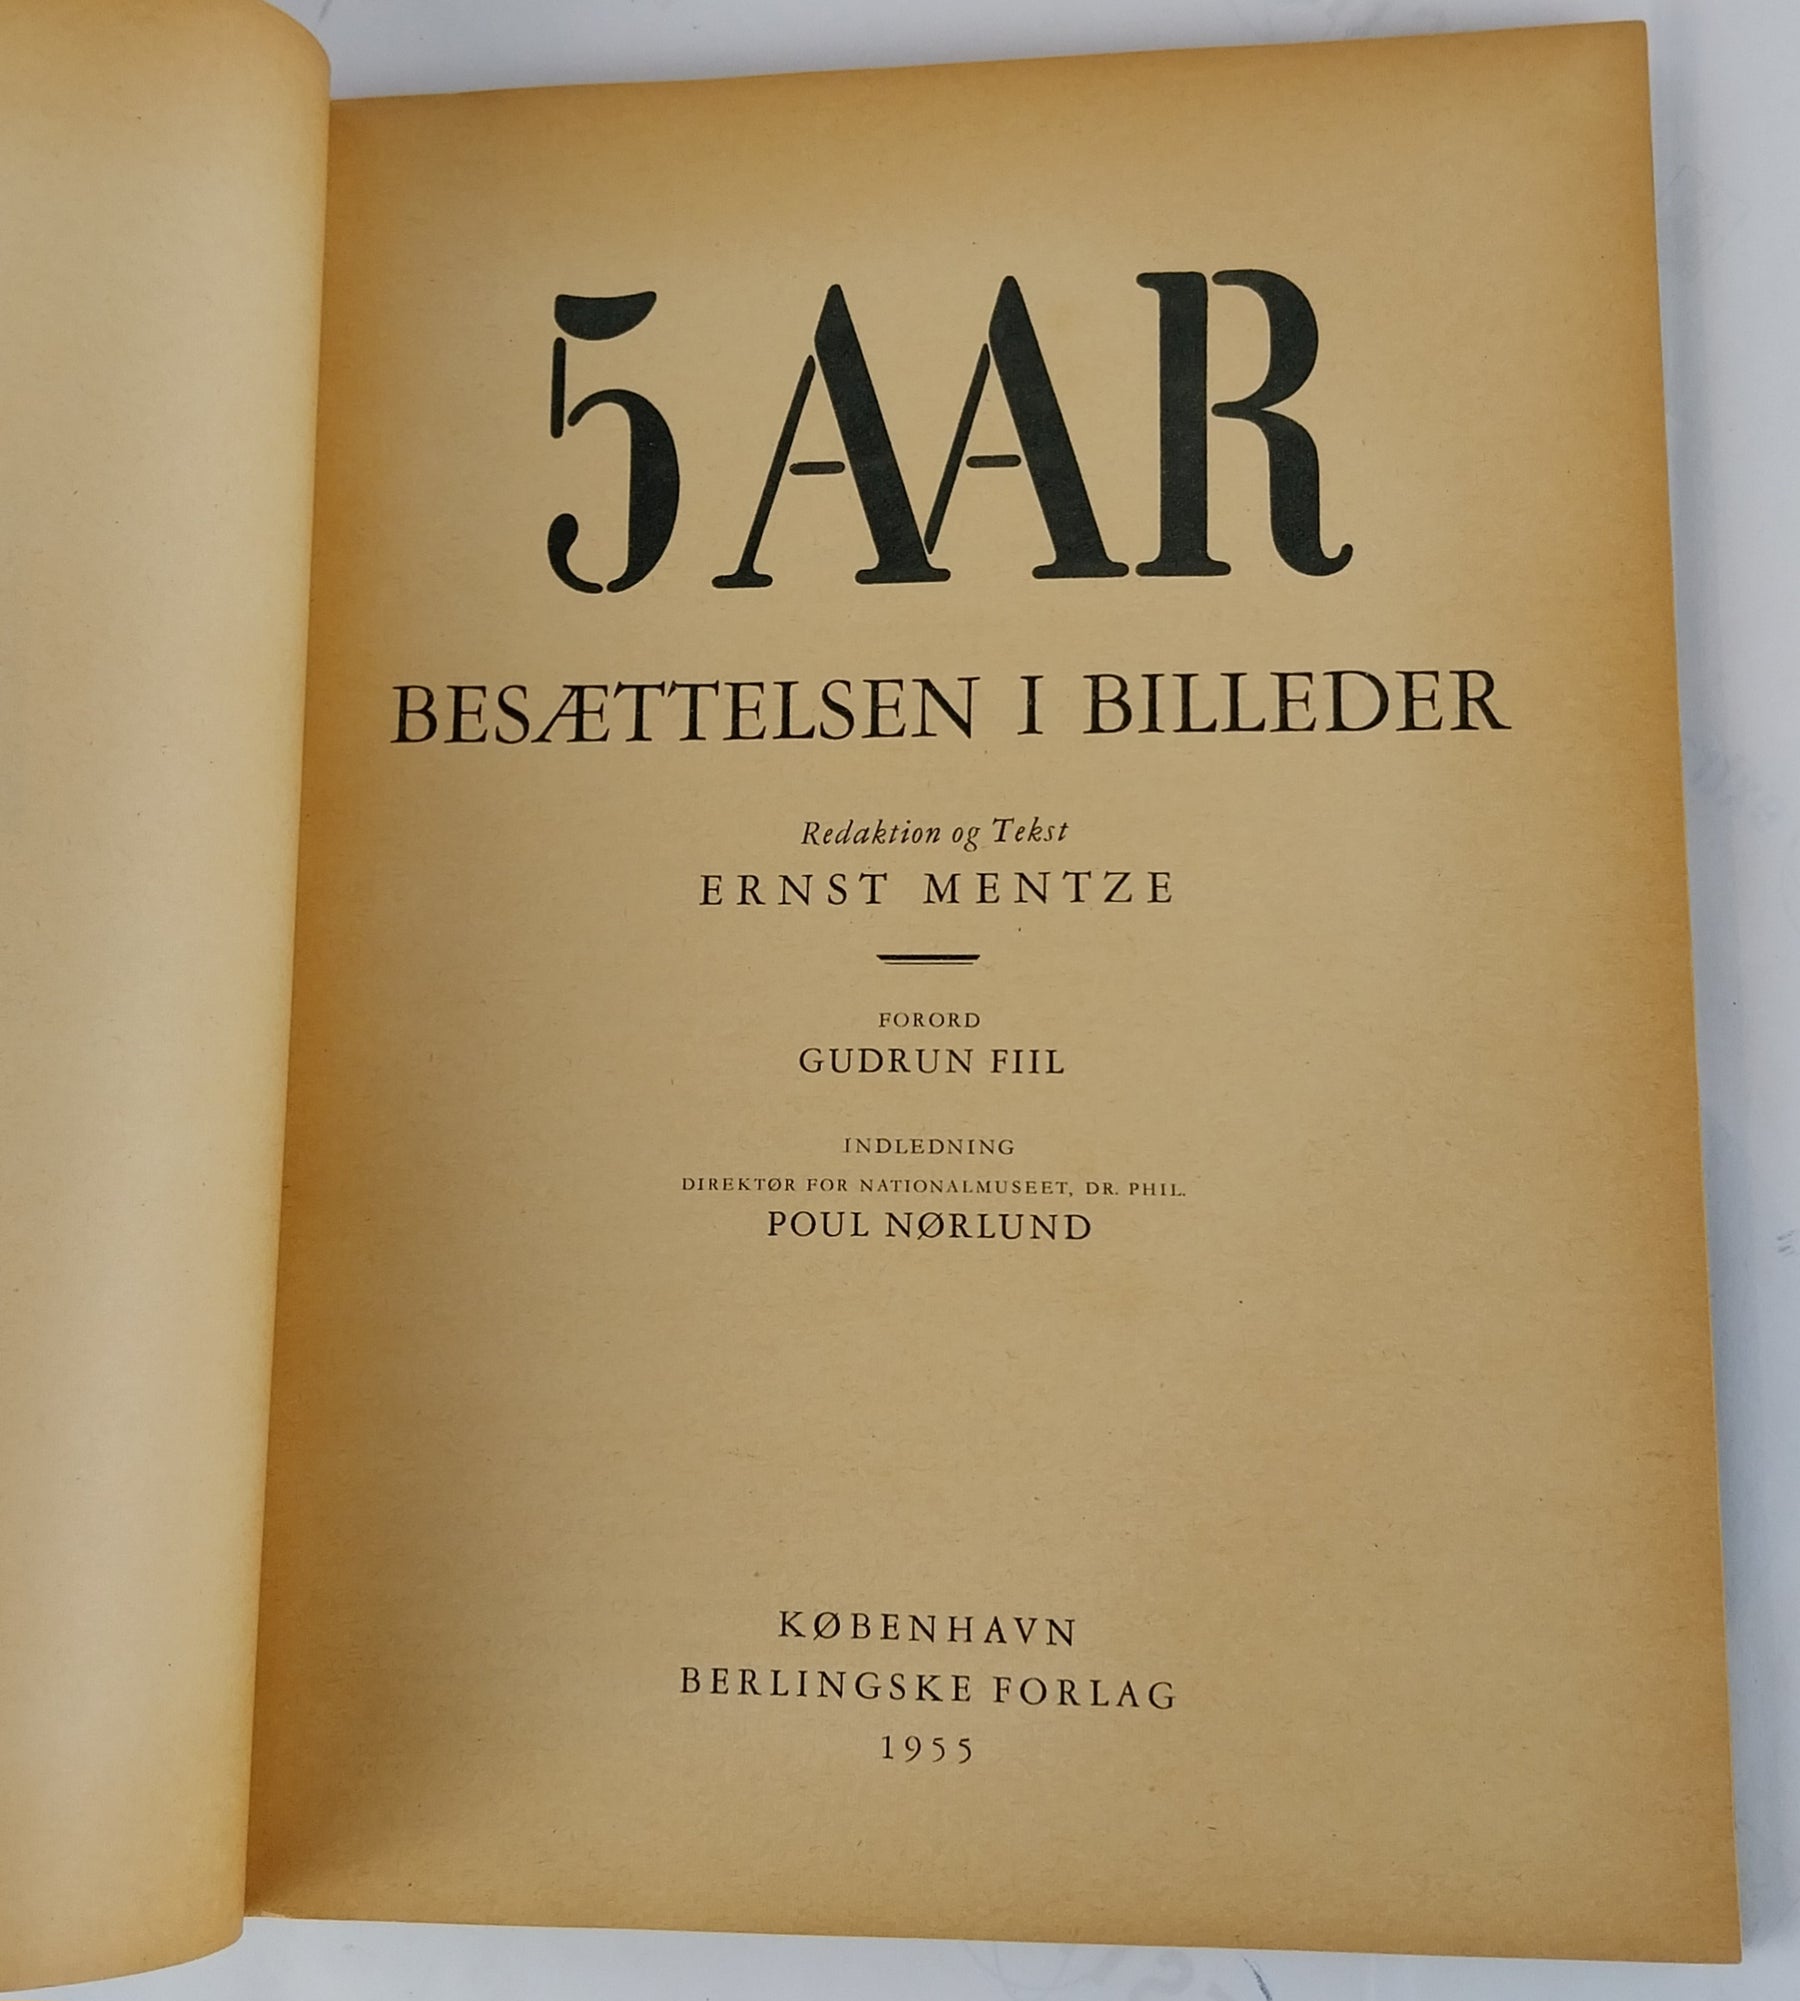 5 AAR
BESÆTTELSEN I BILLEDER
Redaktion og Tekst
ERNST MENTZE
FORORD
GUDRUN FIIL
INDLEDNING
DIREKTØR FOR NATIONALMUSEET, DR. PHIL.
POUL NØRLUND
KØBENHAVN
BERLINGSKE FORLAG
1955